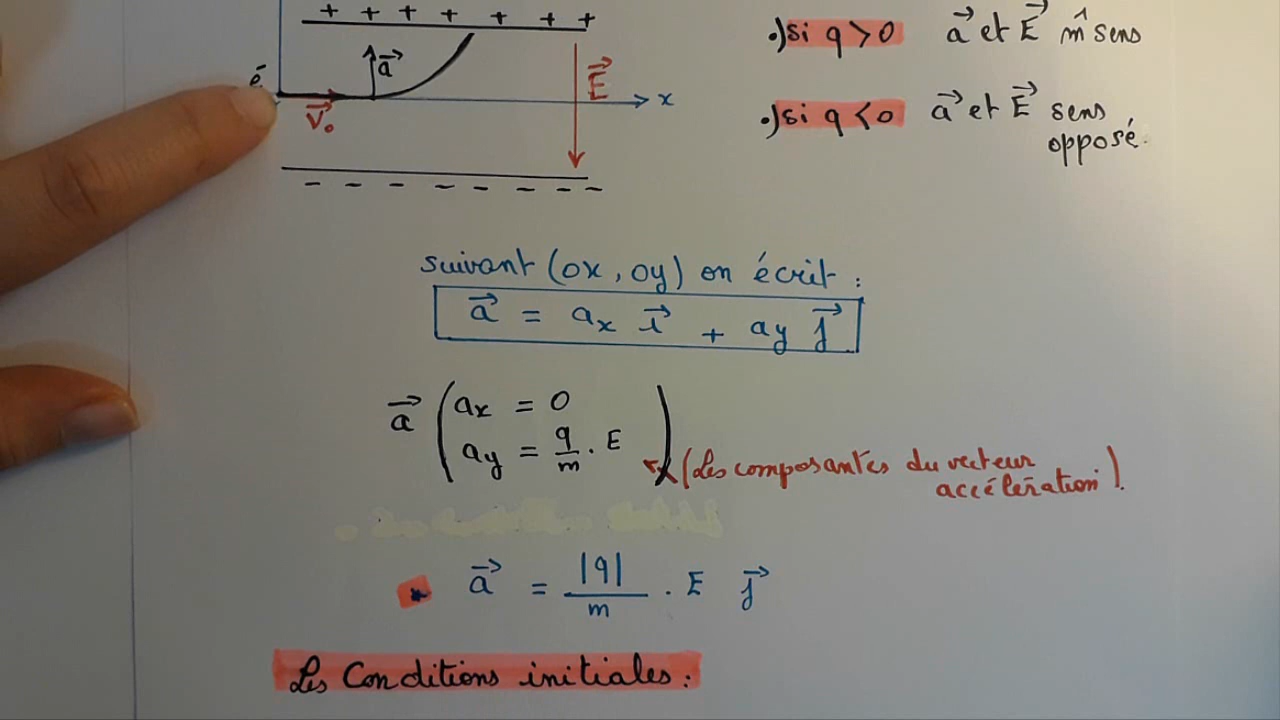 + + + + + + +
a⃗
é
V⃗₀
E⃗
x
- - - - - - - -
.) si q > 0 a⃗ et E⃗ m̂ sens
.) si q < 0 a⃗ et E⃗ sens
opposé.
suivant (ox, oy) on écrit :
a⃗ = ax i⃗ + ay j⃗
a⃗ ( ax = 0
ay = q/m . E )
(Les composantes du vecteur
accélération).
* a⃗ = |q|/m . E j⃗
Les Conditions initiales :